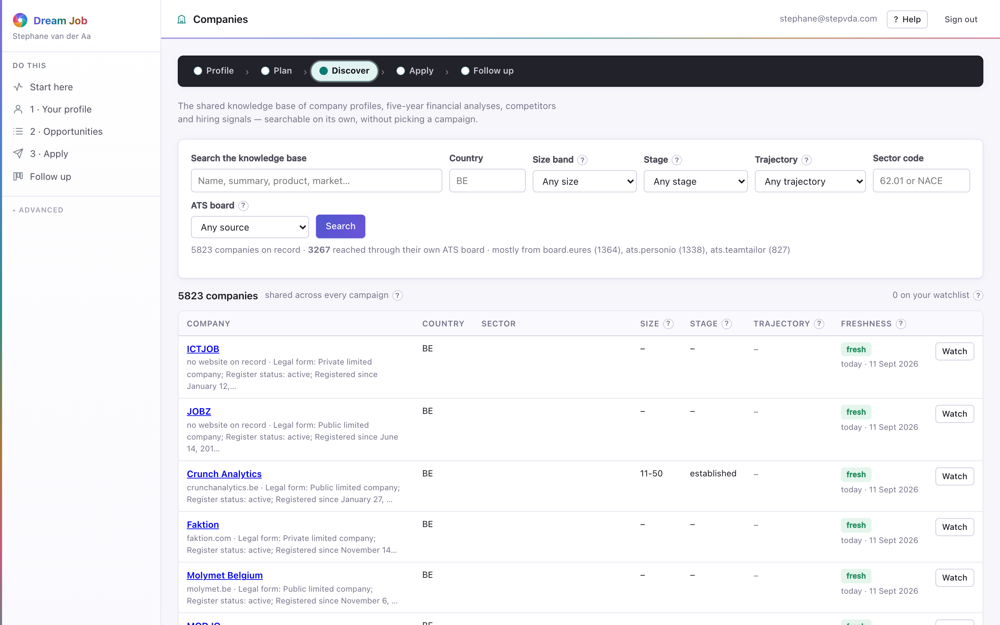 Dream Job
Stephane van der Aa
DO THIS
Start here
1 · Your profile
2 · Opportunities
3 · Apply
Follow up
ADVANCED
Companies
stephane@stepvda.com
? Help
Sign out
Profile › Plan › Discover › Apply › Follow up
The shared knowledge base of company profiles, five-year financial analyses, competitors
and hiring signals — searchable on its own, without picking a campaign.
Search the knowledge base
Name, summary, product, market...
Country
BE
Size band ?
Any size
Stage ?
Any stage
Trajectory ?
Any trajectory
Sector code
62.01 or NACE
ATS board ?
Any source
Search
5823 companies on record · 3267 reached through their own ATS board · mostly from board.eures (1364), ats.personio (1338), ats.teamtailor (827)
5823 companies shared across every campaign ?
0 on your watchlist ?
COMPANY COUNTRY SECTOR SIZE ? STAGE ? TRAJECTORY ? FRESHNESS ?
ICTJOB BE – – – fresh Watch
no website on record · Legal form: Private limited
company; Register status: active; Registered since
January 12,...
today · 11 Sept 2026
JOBZ BE – – – fresh Watch
no website on record · Legal form: Public limited
company; Register status: active; Registered since June
14, 201...
today · 11 Sept 2026
Crunch Analytics BE 11-50 established – fresh Watch
crunchanalytics.be · Legal form: Public limited company;
Register status: active; Registered since January 27, ...
today · 11 Sept 2026
Faktion BE – – – fresh Watch
faktion.com · Legal form: Private limited company;
Register status: active; Registered since November 14...
today · 11 Sept 2026
Molymet Belgium BE – – – fresh Watch
molymet.be · Legal form: Public limited company;
Register status: active; Registered since November 6, ...
today · 11 Sept 2026